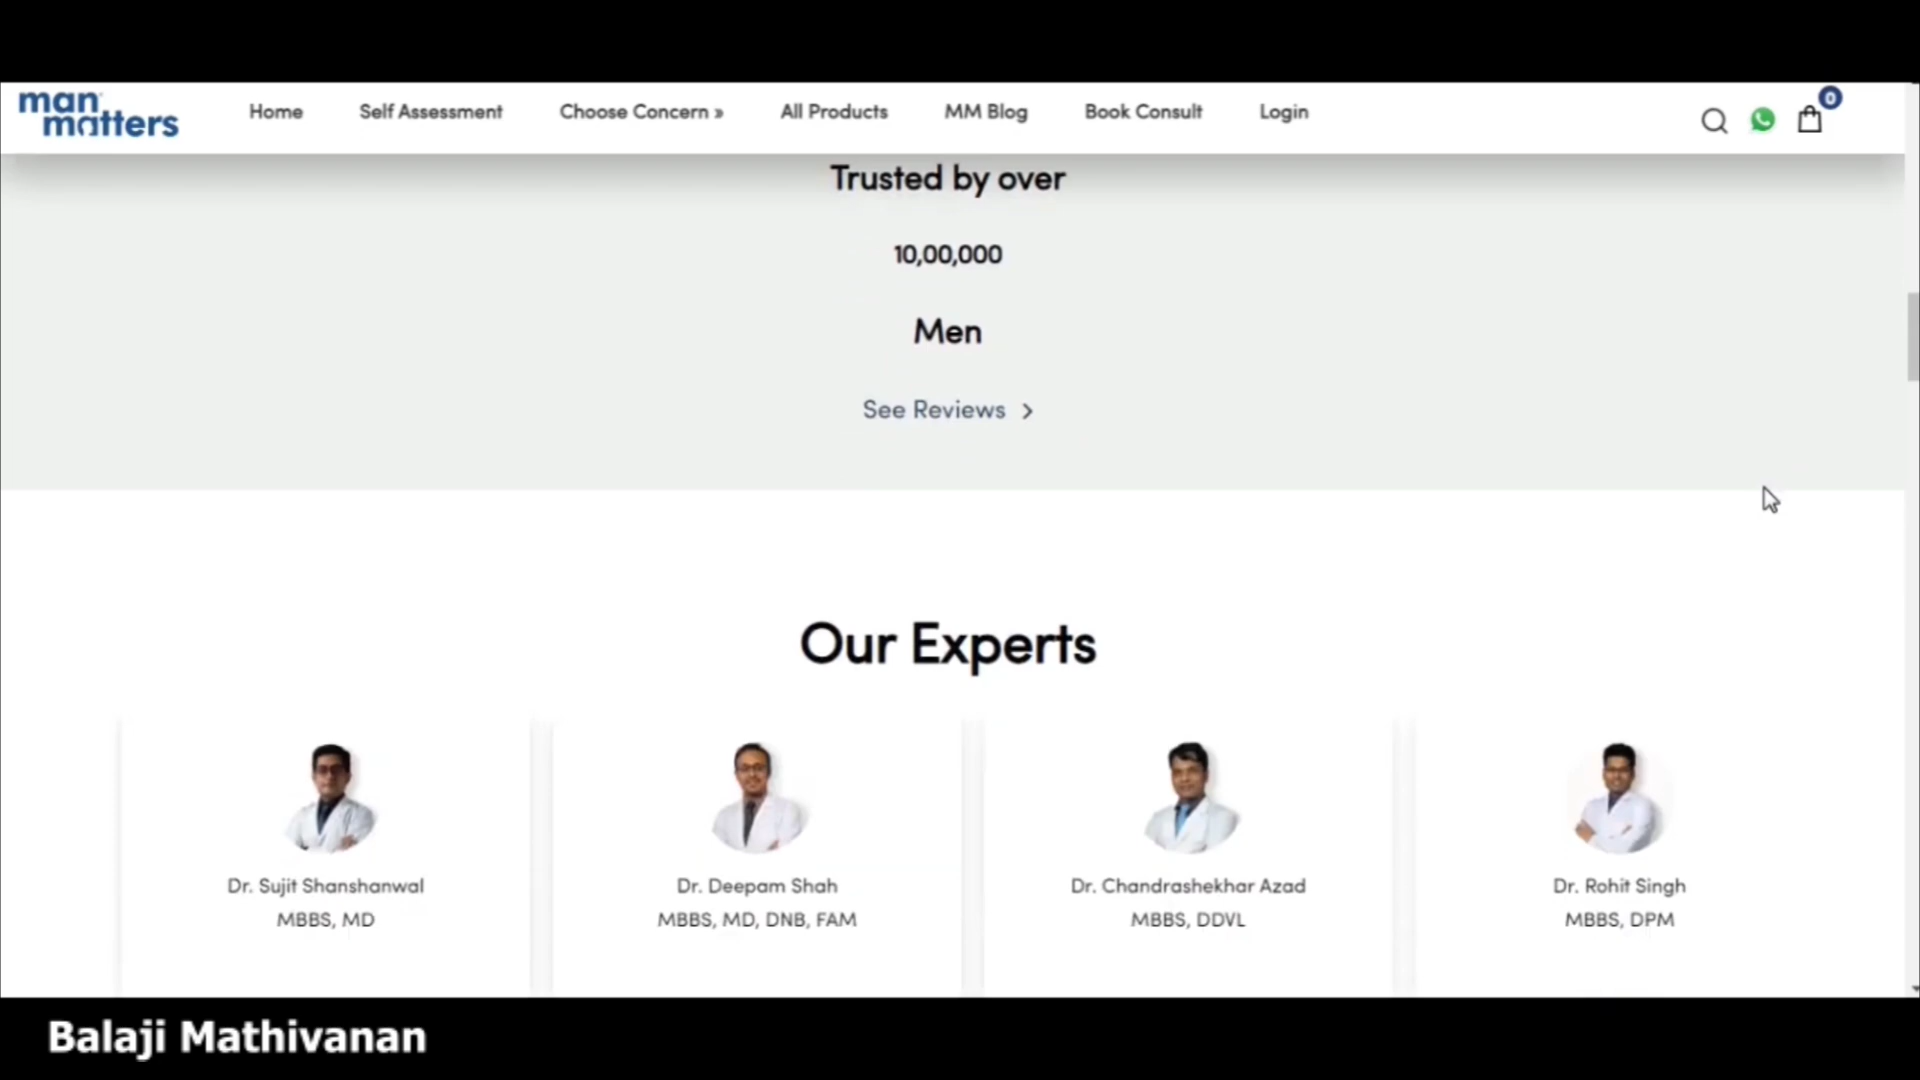 man matters
Home Self Assessment Choose Concern » All Products MM Blog Book Consult Login 0
Trusted by over
10,00,000
Men
See Reviews >
Our Experts
Dr. Sujit Shanshanwal
MBBS, MD
Dr. Deepam Shah
MBBS, MD, DNB, FAM
Dr. Chandrashekhar Azad
MBBS, DDVL
Dr. Rohit Singh
MBBS, DPM
Balaji Mathivanan